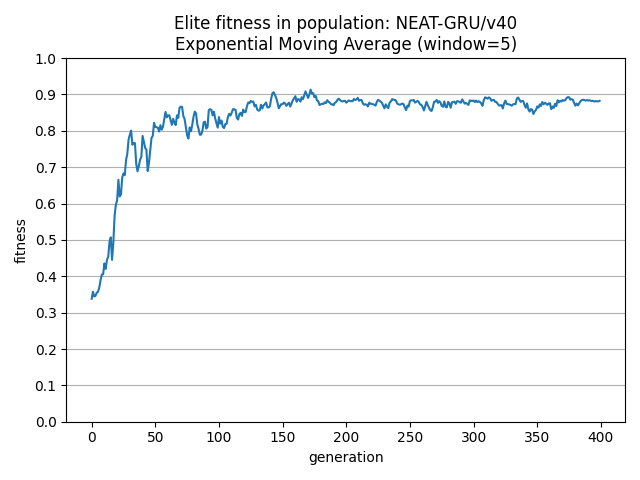 Elite fitness in population: NEAT-GRU/v40
Exponential Moving Average (window=5)
1.0
0.9
0.8
0.7
0.6
0.5
0.4
0.3
0.2
0.1
0.0
fitness
0 50 100 150 200 250 300 350 400
generation